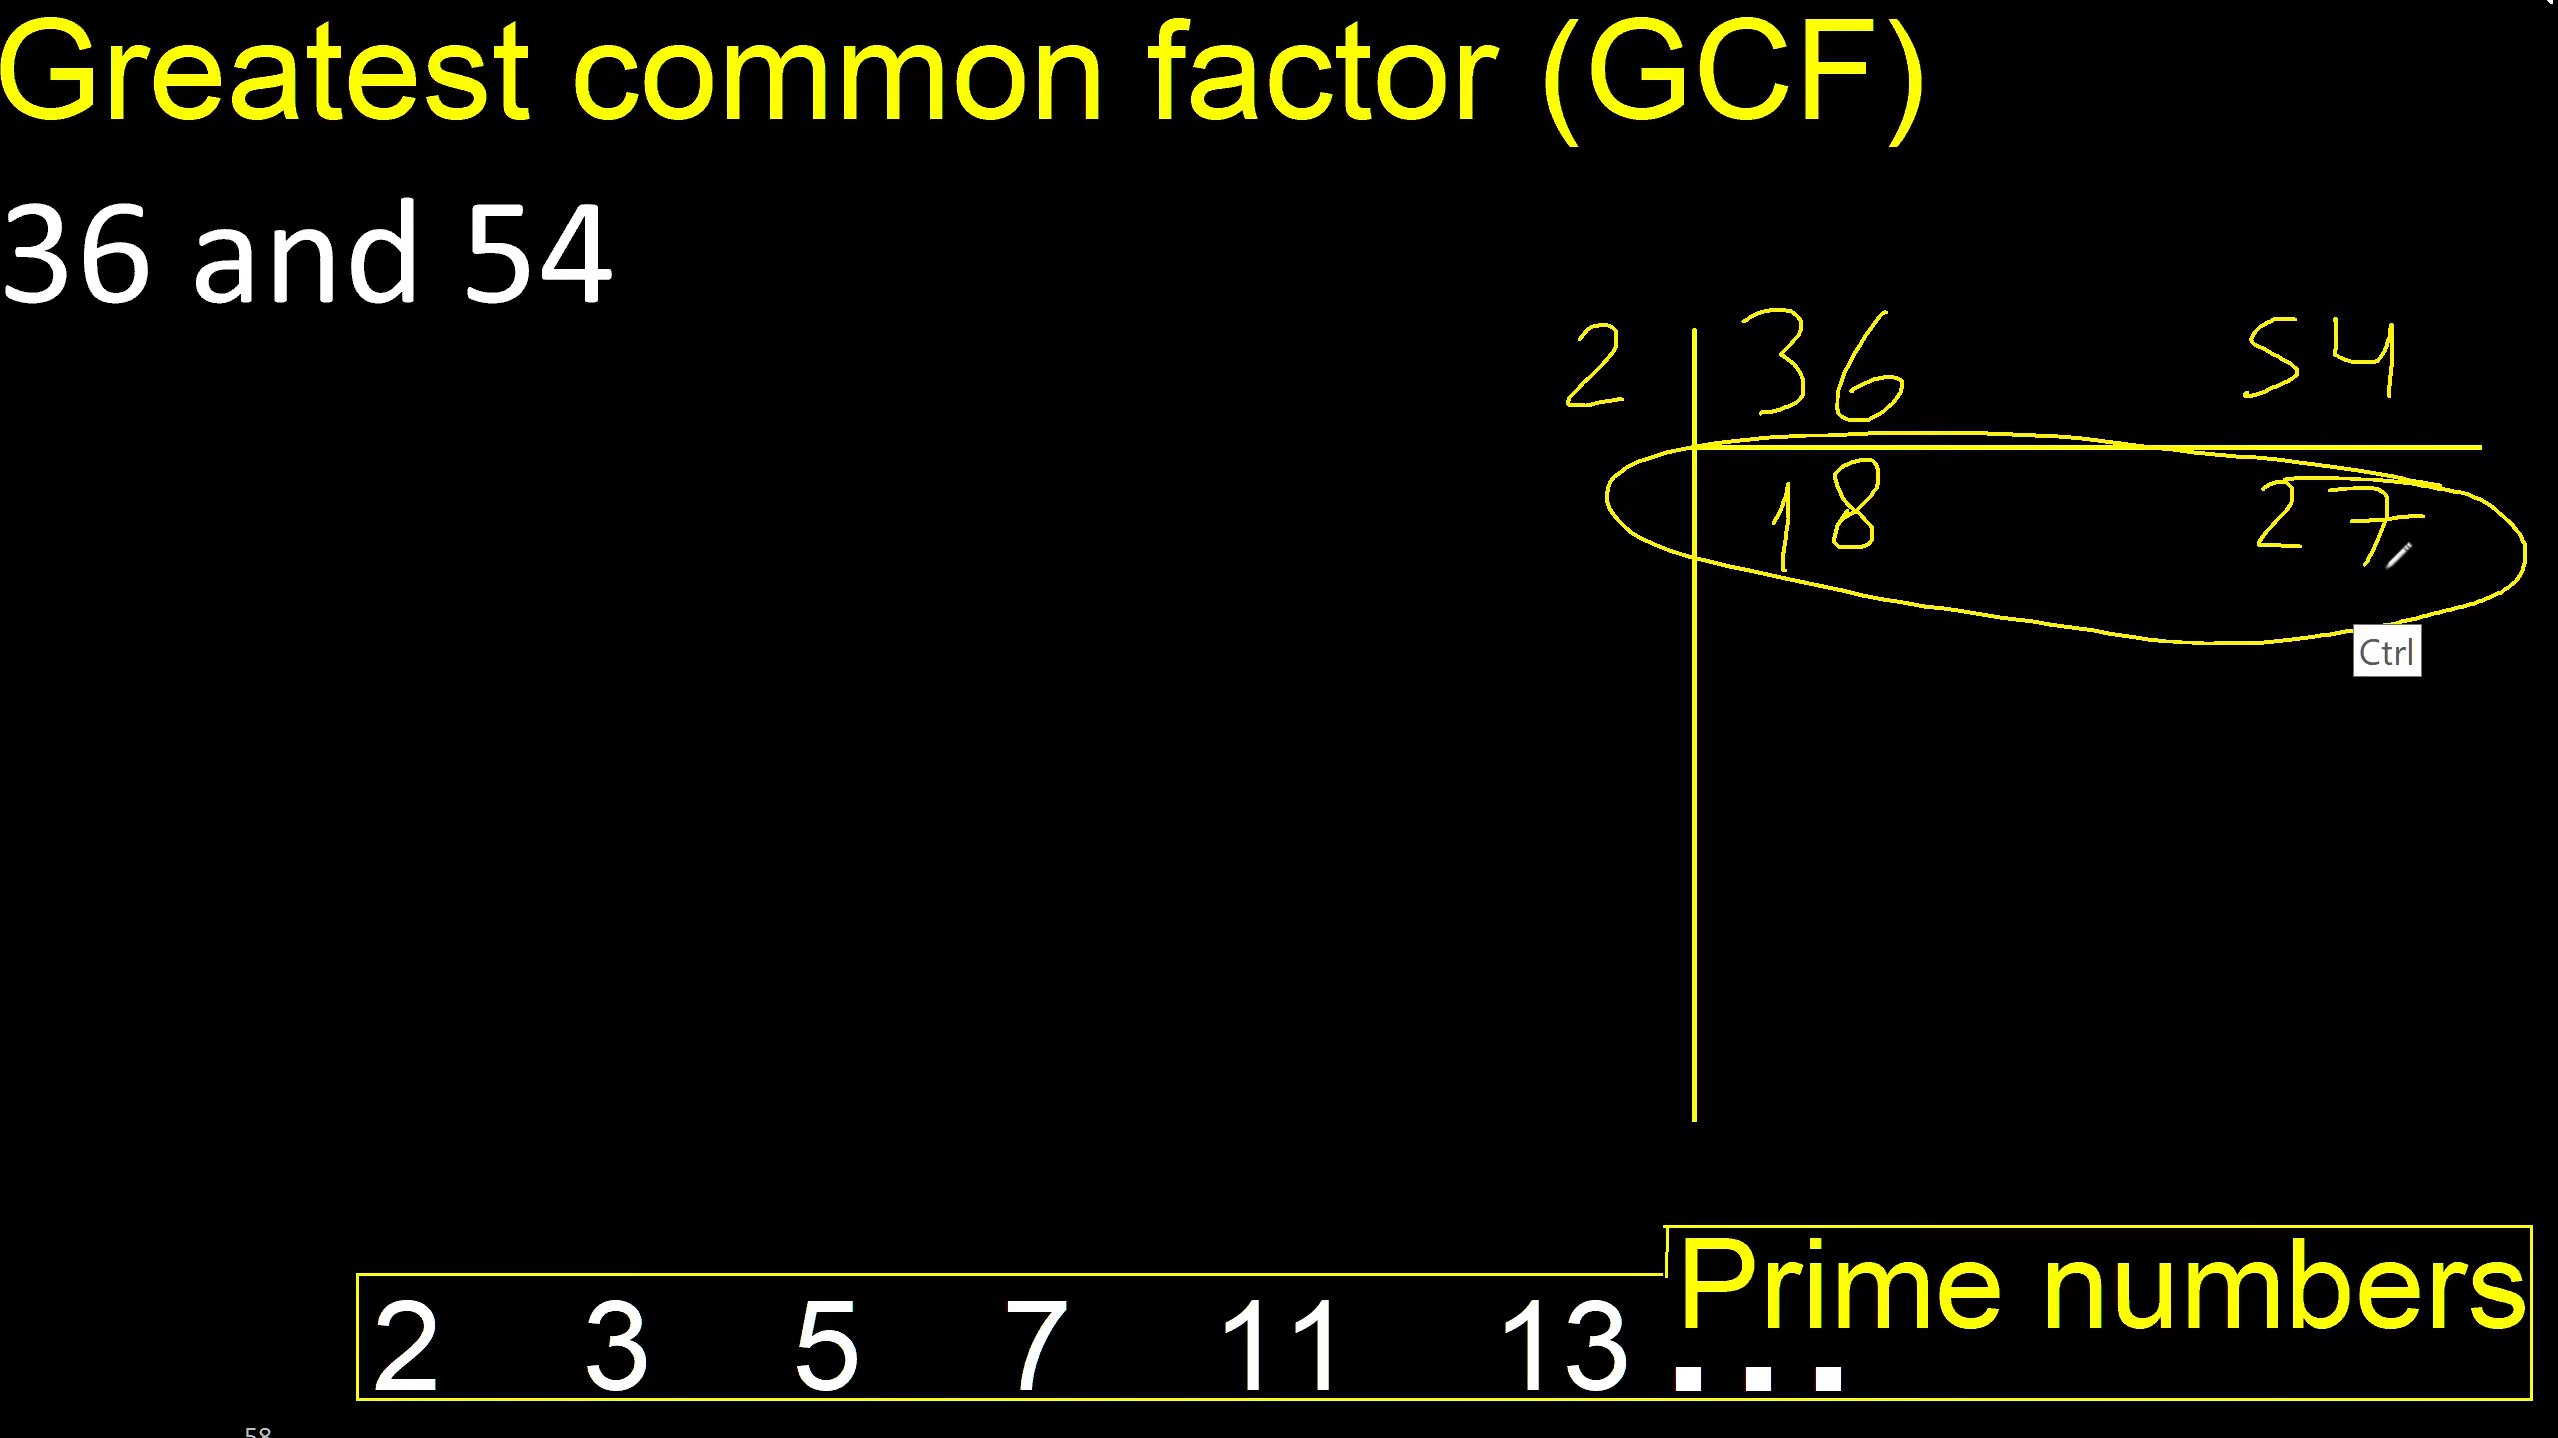 Greatest common factor (GCF)
36 and 54
2 36 54
18 27
Ctrl
Prime numbers
2 3 5 7 11 13 ...
58